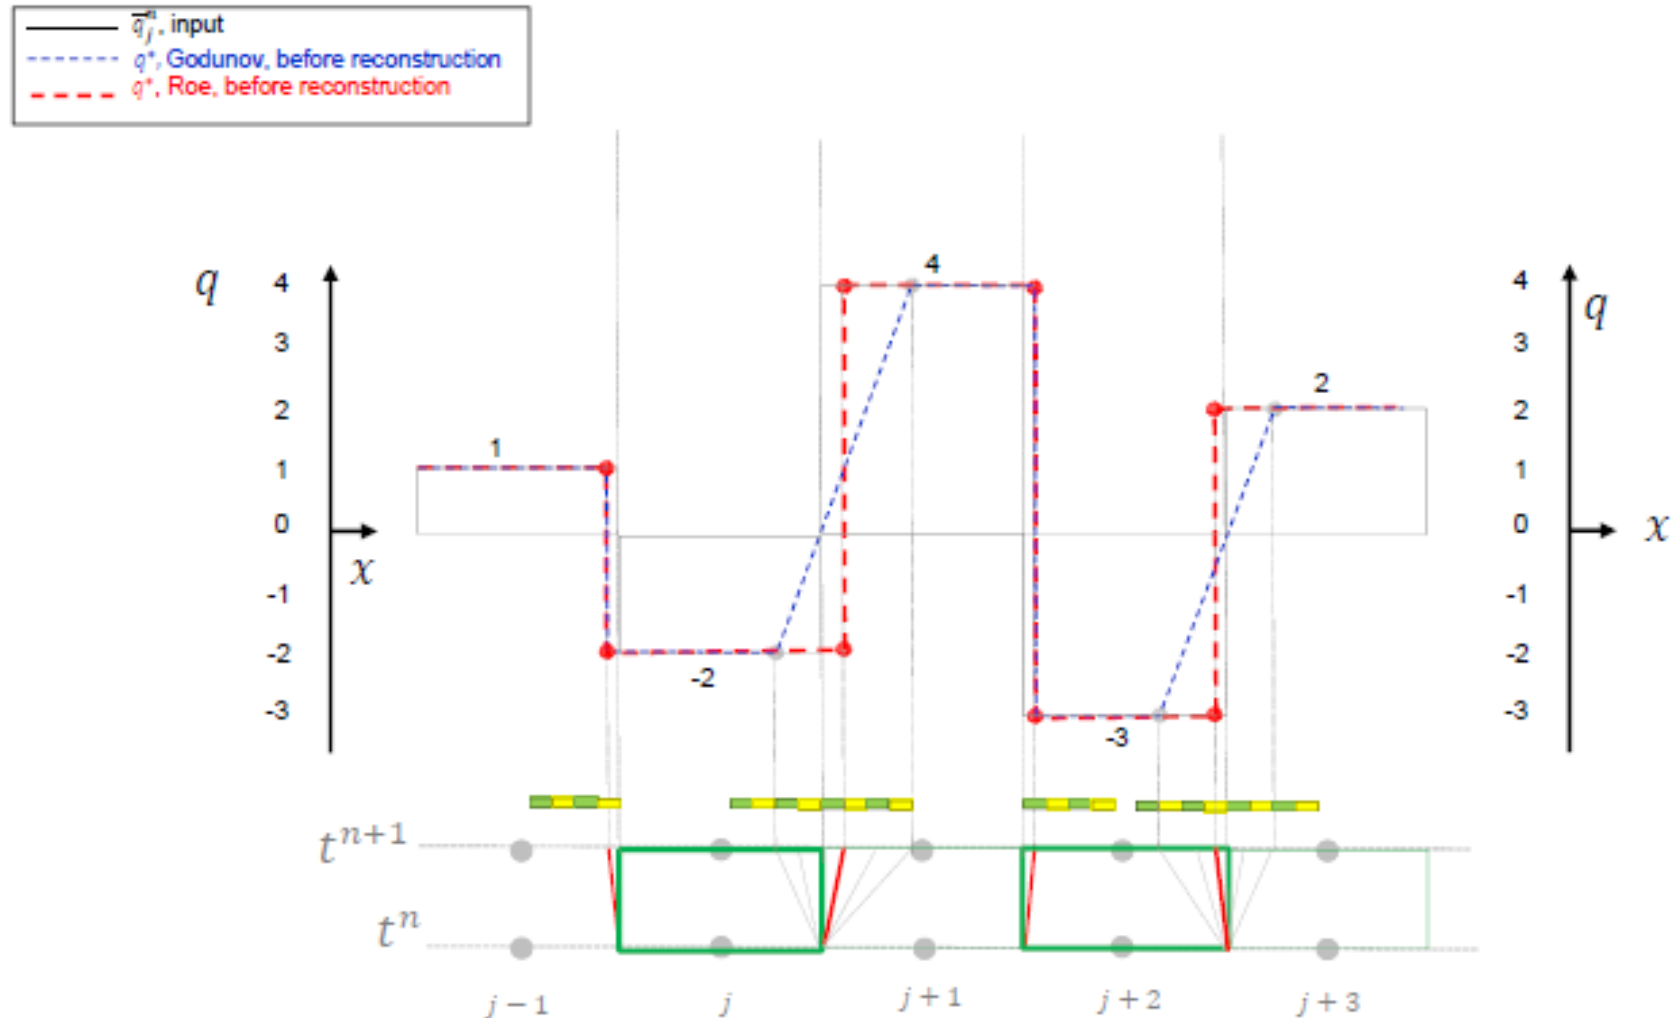 q̅ⱼⁿ, input
q*, Godunov, before reconstruction
q*, Roe, before reconstruction
q
4
4
4
q
3
3
2
2
2
1
1
1
0
0
x
x
-1
-1
-2
-2
-2
-3
-3
-3
tⁿ⁺¹
tⁿ
j − 1
j
j + 1
j + 2
j + 3